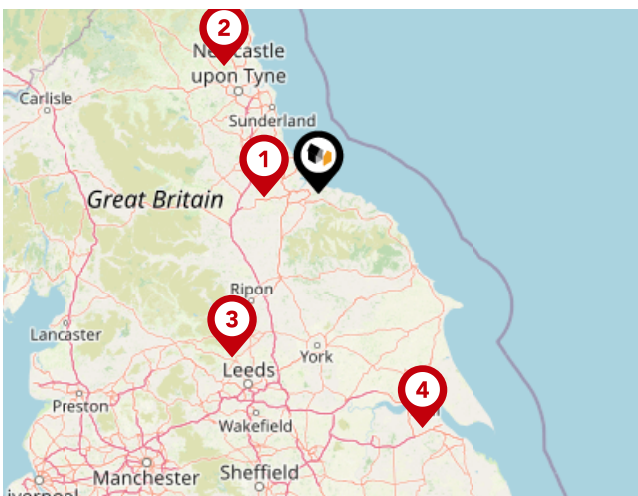 2
Newcastle
upon Tyne
Carlisle
Sunderland
1
Great Britain
Ripon
3
Lancaster
York
Leeds
4
Preston
Wakefield
Manchester
Sheffield